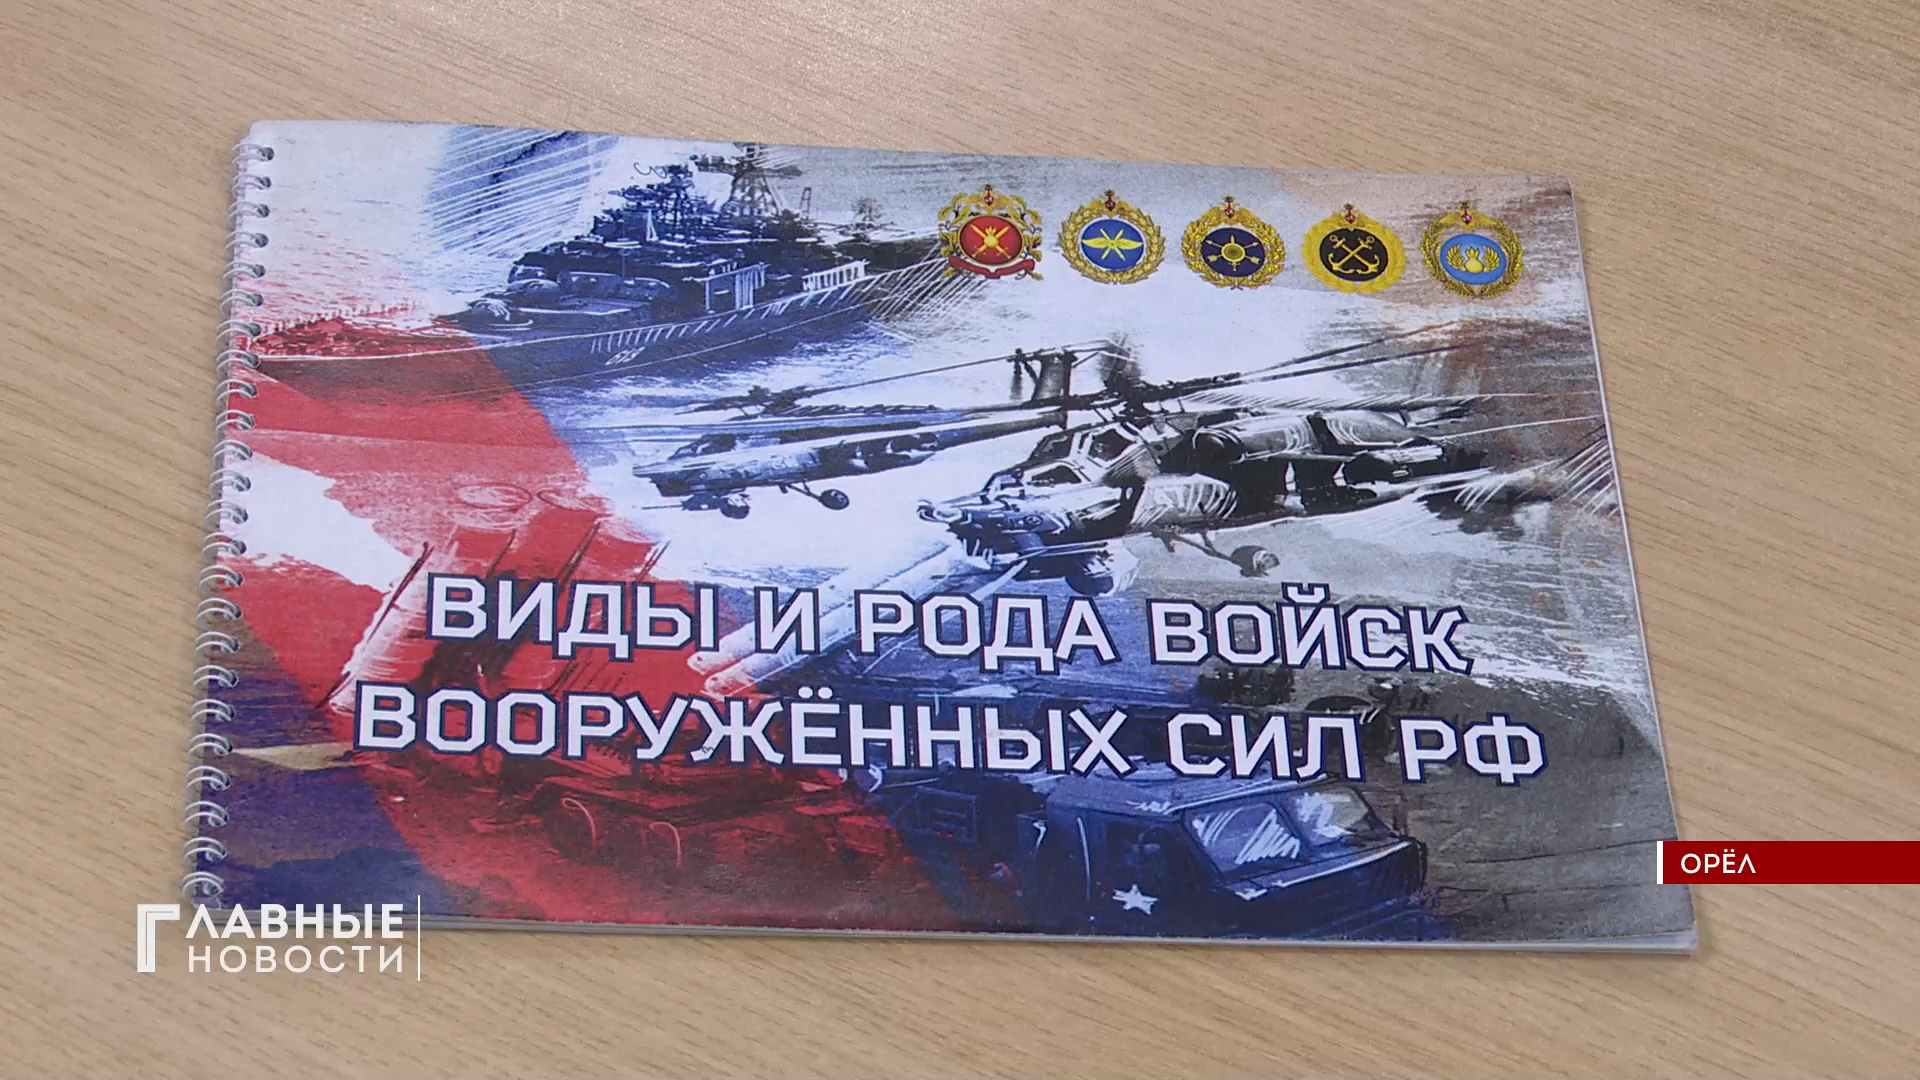 ВИДЫ И РОДА ВОЙСК
ВООРУЖЁННЫХ СИЛ РФ
ОРЁЛ
ГЛАВНЫЕ
НОВОСТИ